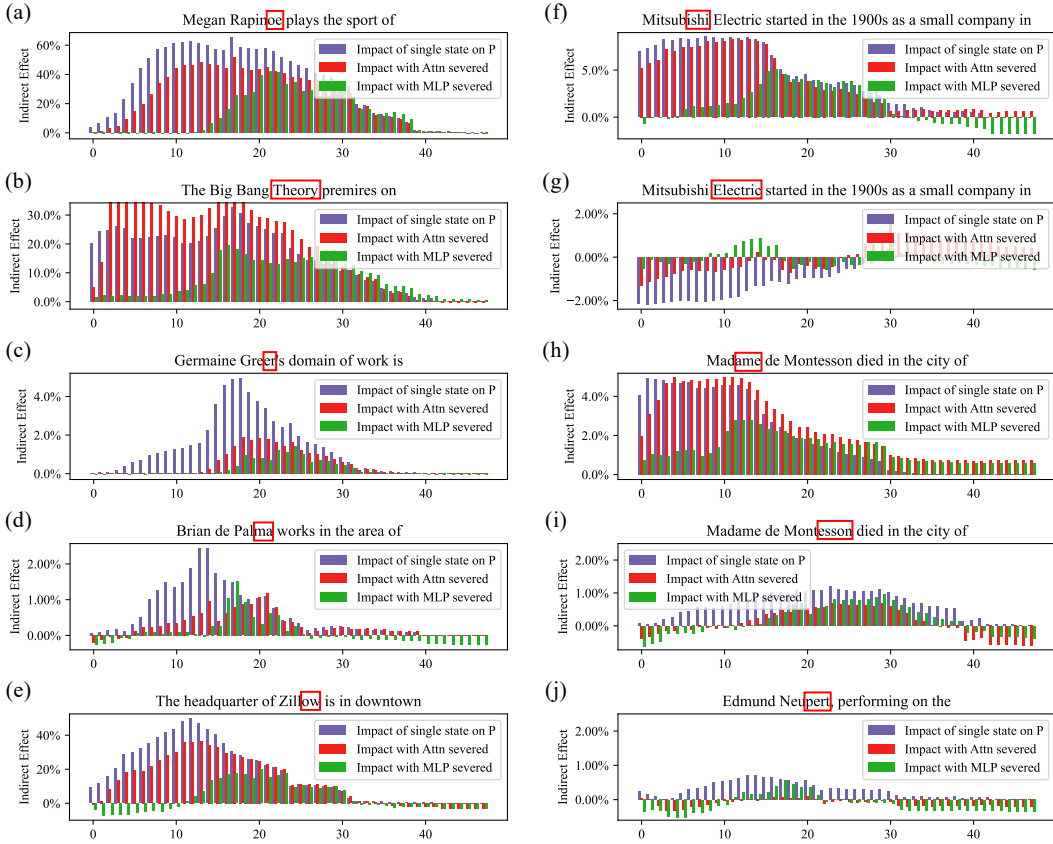 (a)
Megan Rapinoe plays the sport of
Indirect Effect
60%
40%
20%
0%
Impact of single state on P
Impact with Attn severed
Impact with MLP severed
0 10 20 30 40
(b)
The Big Bang Theory premires on
Indirect Effect
30.0%
20.0%
10.0%
0.0%
Impact of single state on P
Impact with Attn severed
Impact with MLP severed
0 10 20 30 40
(c)
Germaine Greer's domain of work is
Indirect Effect
4.0%
2.0%
0.0%
Impact of single state on P
Impact with Attn severed
Impact with MLP severed
0 10 20 30 40
(d)
Brian de Palma works in the area of
Indirect Effect
2.00%
1.00%
0.00%
Impact of single state on P
Impact with Attn severed
Impact with MLP severed
0 10 20 30 40
(e)
The headquarter of Zillow is in downtown
Indirect Effect
40%
20%
0%
Impact of single state on P
Impact with Attn severed
Impact with MLP severed
0 10 20 30 40
(f)
Mitsubishi Electric started in the 1900s as a small company in
Indirect Effect
5.0%
0.0%
Impact of single state on P
Impact with Attn severed
Impact with MLP severed
0 10 20 30 40
(g)
Mitsubishi Electric started in the 1900s as a small company in
Indirect Effect
2.00%
0.00%
−2.00%
Impact of single state on P
Impact with Attn severed
Impact with MLP severed
0 10 20 30 40
(h)
Madame de Montesson died in the city of
Indirect Effect
4.0%
2.0%
0.0%
Impact of single state on P
Impact with Attn severed
Impact with MLP severed
0 10 20 30 40
(i)
Madame de Montesson died in the city of
Indirect Effect
2.00%
1.00%
0.00%
Impact of single state on P
Impact with Attn severed
Impact with MLP severed
0 10 20 30 40
(j)
Edmund Neupert, performing on the
Indirect Effect
2.00%
1.00%
0.00%
Impact of single state on P
Impact with Attn severed
Impact with MLP severed
0 10 20 30 40